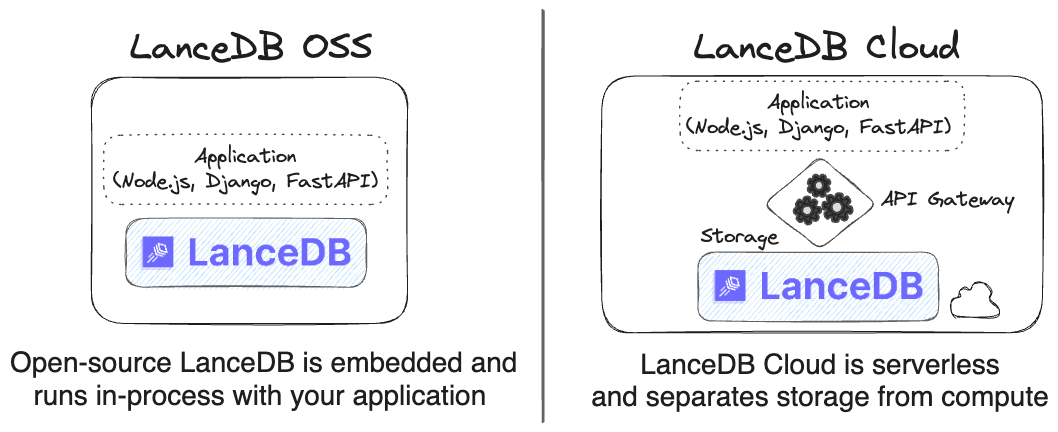 LanceDB OSS
Application
(Node.js, Django, FastAPI)
LanceDB
Open-source LanceDB is embedded and
runs in-process with your application
LanceDB Cloud
Application
(Node.js, Django, FastAPI)
API Gateway
Storage
LanceDB
LanceDB Cloud is serverless
and separates storage from compute